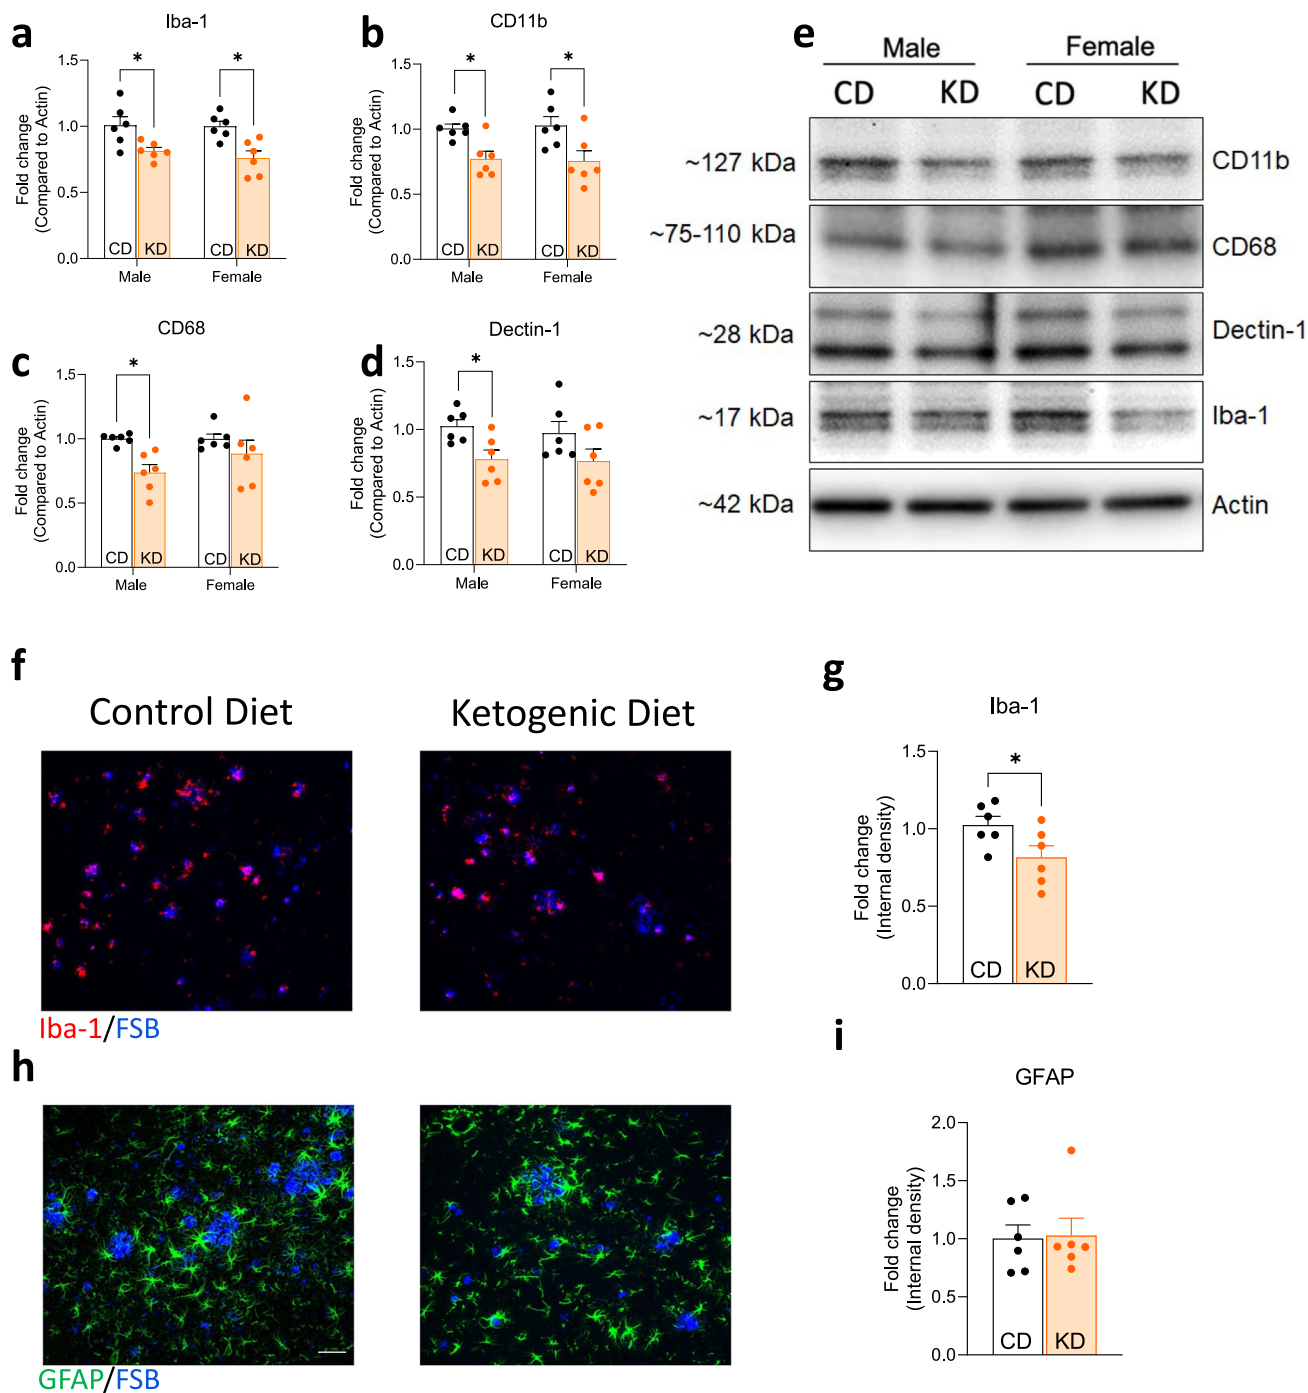 a
Iba-1
Fold change
(Compared to Actin)
1.5
1.0
0.5
0.0
*
*
CD
KD
CD
KD
Male
Female
b
CD11b
Fold change
(Compared to Actin)
1.5
1.0
0.5
0.0
*
*
CD
KD
CD
KD
Male
Female
c
CD68
Fold change
(Compared to Actin)
1.5
1.0
0.5
0.0
*
CD
KD
CD
KD
Male
Female
d
Dectin-1
Fold change
(Compared to Actin)
1.5
1.0
0.5
0.0
*
CD
KD
CD
KD
Male
Female
e
Male Female
CD KD CD KD
~127 kDa CD11b
~75-110 kDa CD68
~28 kDa Dectin-1
~17 kDa Iba-1
~42 kDa Actin
f
Control Diet Ketogenic Diet
Iba-1/FSB
g
Iba-1
Fold change
(Internal density)
1.5
1.0
0.5
0.0
*
CD
KD
h
GFAP/FSB
i
GFAP
Fold change
(Internal density)
2.0
1.5
1.0
0.5
0.0
CD
KD